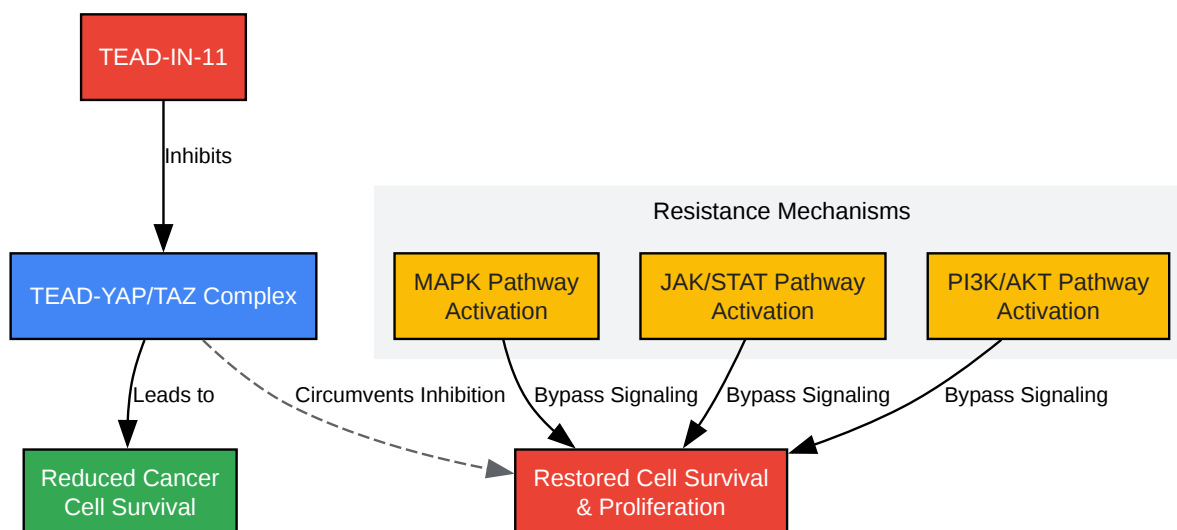 TEAD-IN-11
Inhibits
Resistance Mechanisms
TEAD-YAP/TAZ Complex
MAPK Pathway
Activation
JAK/STAT Pathway
Activation
PI3K/AKT Pathway
Activation
Leads to
Circumvents Inhibition
Bypass Signaling
Bypass Signaling
Bypass Signaling
Reduced Cancer
Cell Survival
Restored Cell Survival
& Proliferation